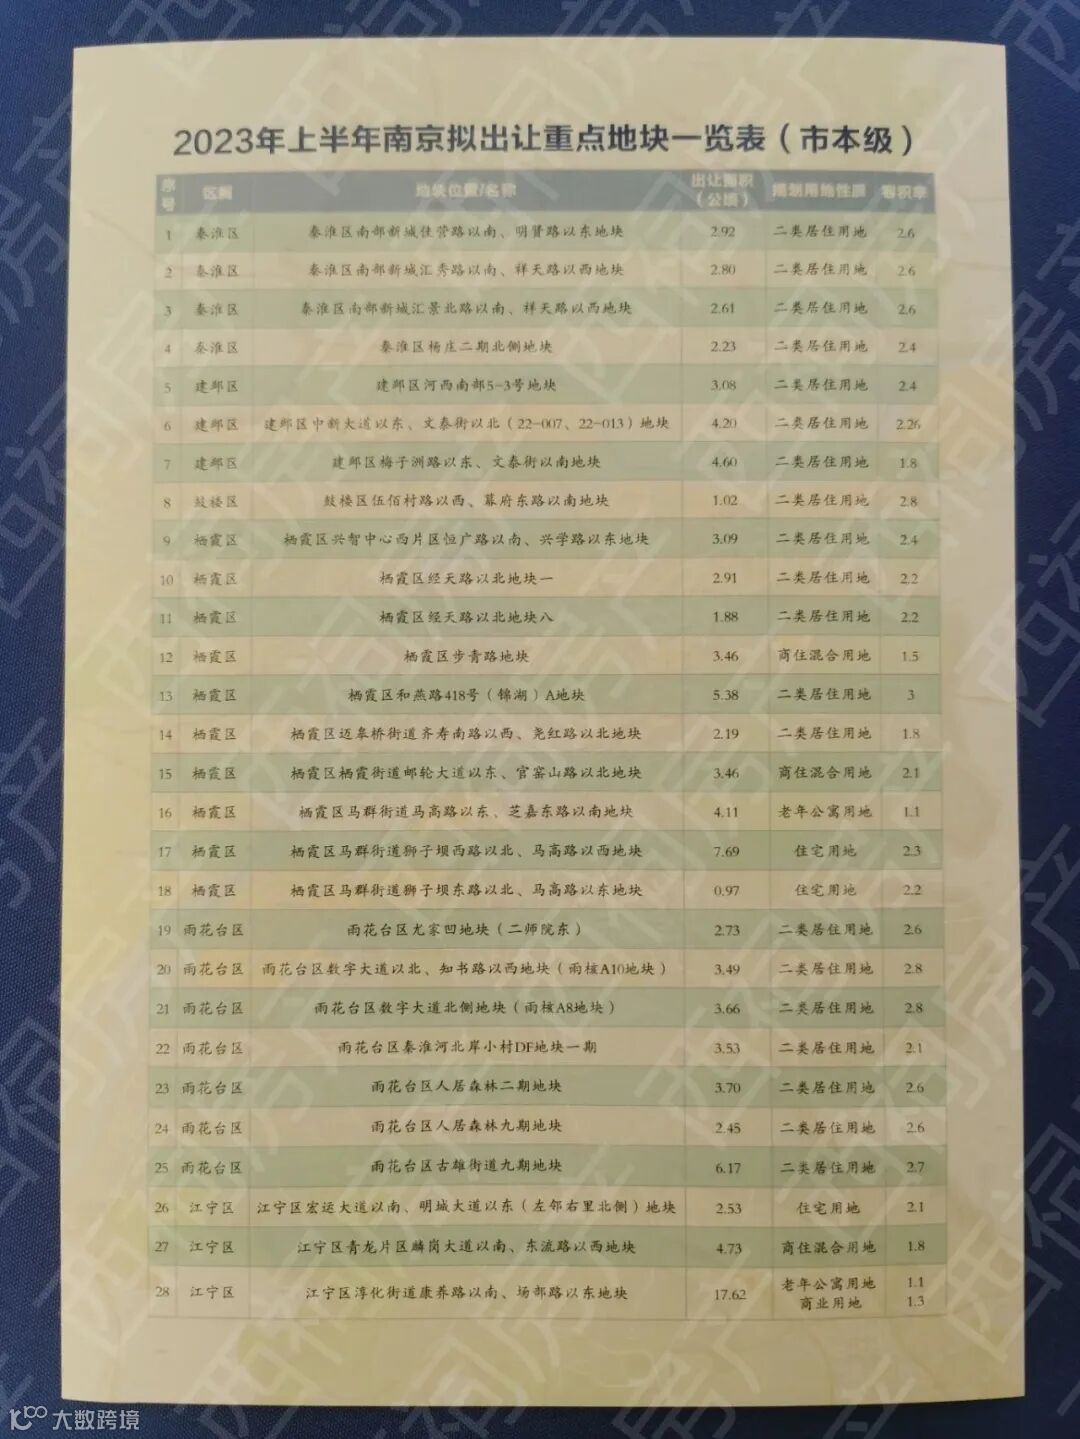 2023年上半年南京拟出让重点地块一览表（市本级）
序号 区属 地块位置/名称 出让面积（公顷） 规划用地性质 容积率
1 秦淮区 秦淮区南部新城佳营路以南、明贤路以东地块 2.92 二类居住用地 2.6
2 秦淮区 秦淮区南部新城汇秀路以南、祥天路以西地块 2.80 二类居住用地 2.6
3 秦淮区 秦淮区南部新城汇景北路以南、祥天路以西地块 2.61 二类居住用地 2.6
4 秦淮区 秦淮区杨庄二期北侧地块 2.23 二类居住用地 2.4
5 建邺区 建邺区河西南部5-3号地块 3.08 二类居住用地 2.4
6 建邺区 建邺区中新大道以东、文泰街以北（22-007、22-013）地块 4.20 二类居住用地 2.26
7 建邺区 建邺区梅子洲路以东、文泰街以南地块 4.60 二类居住用地 1.8
8 鼓楼区 鼓楼区伍佰村路以西、幕府东路以南地块 1.02 二类居住用地 2.8
9 栖霞区 栖霞区兴智中心西片区恒广路以南、兴学路以东地块 3.09 二类居住用地 2.4
10 栖霞区 栖霞区经天路以北地块一 2.91 二类居住用地 2.2
11 栖霞区 栖霞区经天路以北地块八 1.88 二类居住用地 2.2
12 栖霞区 栖霞区步青路地块 3.46 商住混合用地 1.5
13 栖霞区 栖霞区和燕路418号（锦湖）A地块 5.38 二类居住用地 3
14 栖霞区 栖霞区迈皋桥街道齐寿南路以西、尧红路以北地块 2.19 二类居住用地 1.8
15 栖霞区 栖霞区栖霞街道邮轮大道以东、官窑山路以北地块 3.46 商住混合用地 2.1
16 栖霞区 栖霞区马群街道马高路以东、芝嘉东路以南地块 4.11 老年公寓用地 1.1
17 栖霞区 栖霞区马群街道狮子坝西路以北、马高路以西地块 7.69 住宅用地 2.3
18 栖霞区 栖霞区马群街道狮子坝东路以北、马高路以东地块 0.97 住宅用地 2.2
19 雨花台区 雨花台区尤家凹地块（二师院东） 2.73 二类居住用地 2.6
20 雨花台区 雨花台区数字大道以北、知书路以西地块（雨核A10地块） 3.49 二类居住用地 2.8
21 雨花台区 雨花台区数字大道北侧地块（雨核A8地块） 3.66 二类居住用地 2.8
22 雨花台区 雨花台区秦淮河北岸小村DF地块一期 3.53 二类居住用地 2.1
23 雨花台区 雨花台区人居森林二期地块 3.70 二类居住用地 2.6
24 雨花台区 雨花台区人居森林九期地块 2.45 二类居住用地 2.6
25 雨花台区 雨花台区古雄街道九期地块 6.17 二类居住用地 2.7
26 江宁区 江宁区宏运大道以南、明城大道以东（左邻右里北侧）地块 2.53 住宅用地 2.1
27 江宁区 江宁区青龙片区麟岗大道以南、东流路以西地块 4.73 商住混合用地 1.8
28 江宁区 江宁区淳化街道康养路以南、场部路以东地块 17.62 老年公寓用地 1.1
商业用地 1.3
大数跨境